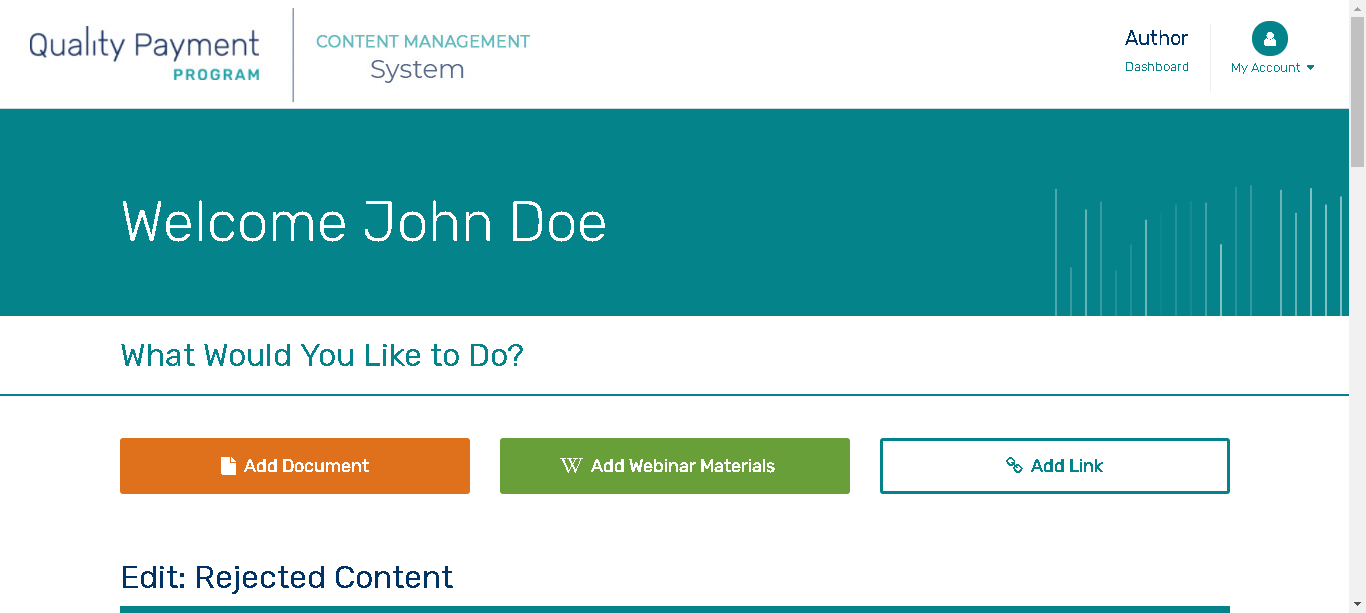 Quality Payment
PROGRAM
CONTENT MANAGEMENT
System
Author
Dashboard
My Account
Welcome John Doe
What Would You Like to Do?
Add Document
W Add Webinar Materials
Add Link
Edit: Rejected Content